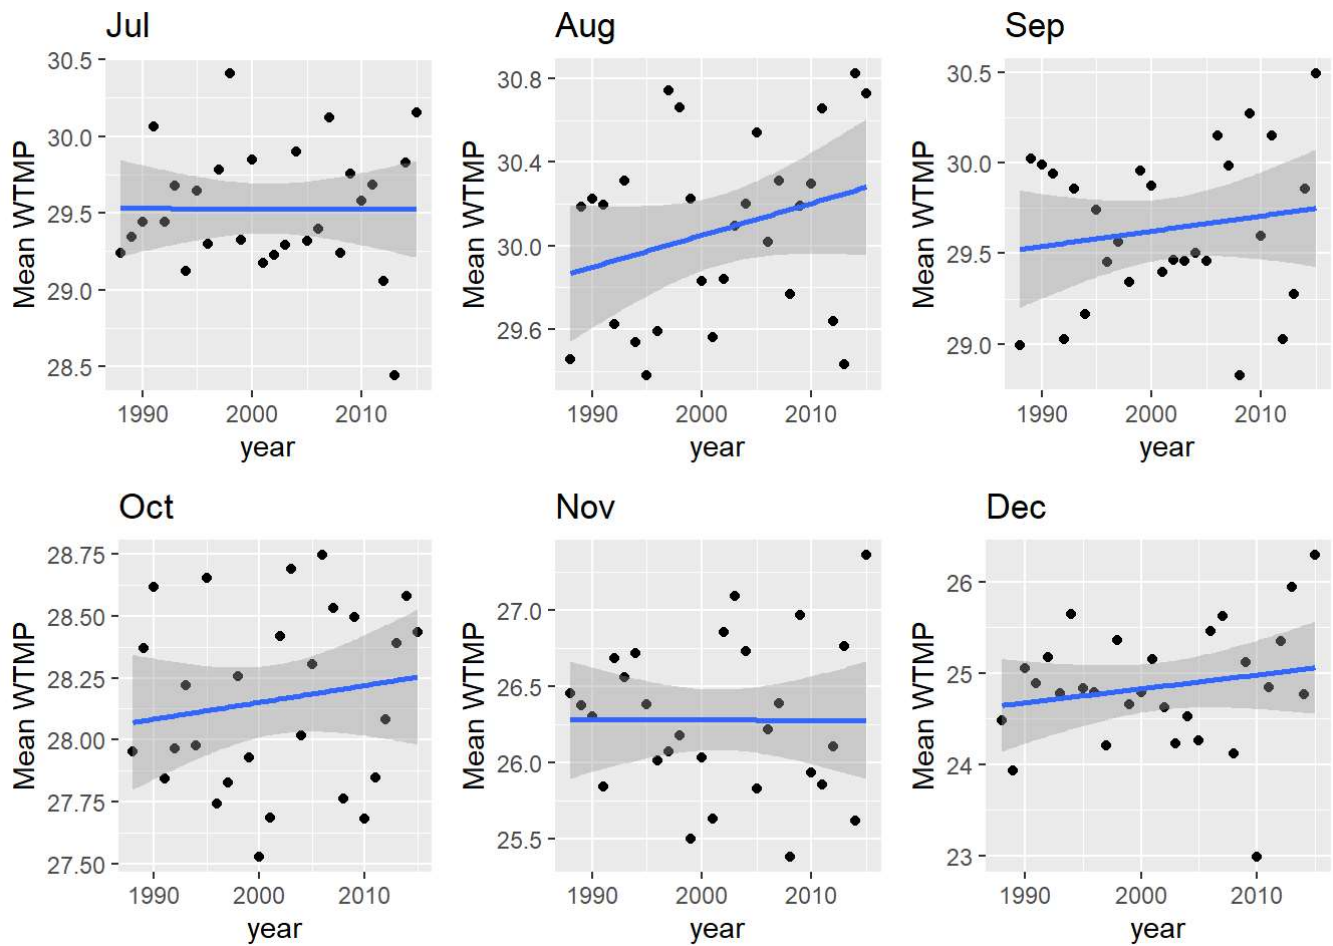 Jul
Mean WTMP
30.5
30.0
29.5
29.0
28.5
1990 2000 2010
year
Aug
Mean WTMP
30.8
30.4
30.0
29.6
1990 2000 2010
year
Sep
Mean WTMP
30.5
30.0
29.5
29.0
1990 2000 2010
year
Oct
Mean WTMP
28.75
28.50
28.25
28.00
27.75
27.50
1990 2000 2010
year
Nov
Mean WTMP
27.0
26.5
26.0
25.5
1990 2000 2010
year
Dec
Mean WTMP
26
25
24
23
1990 2000 2010
year